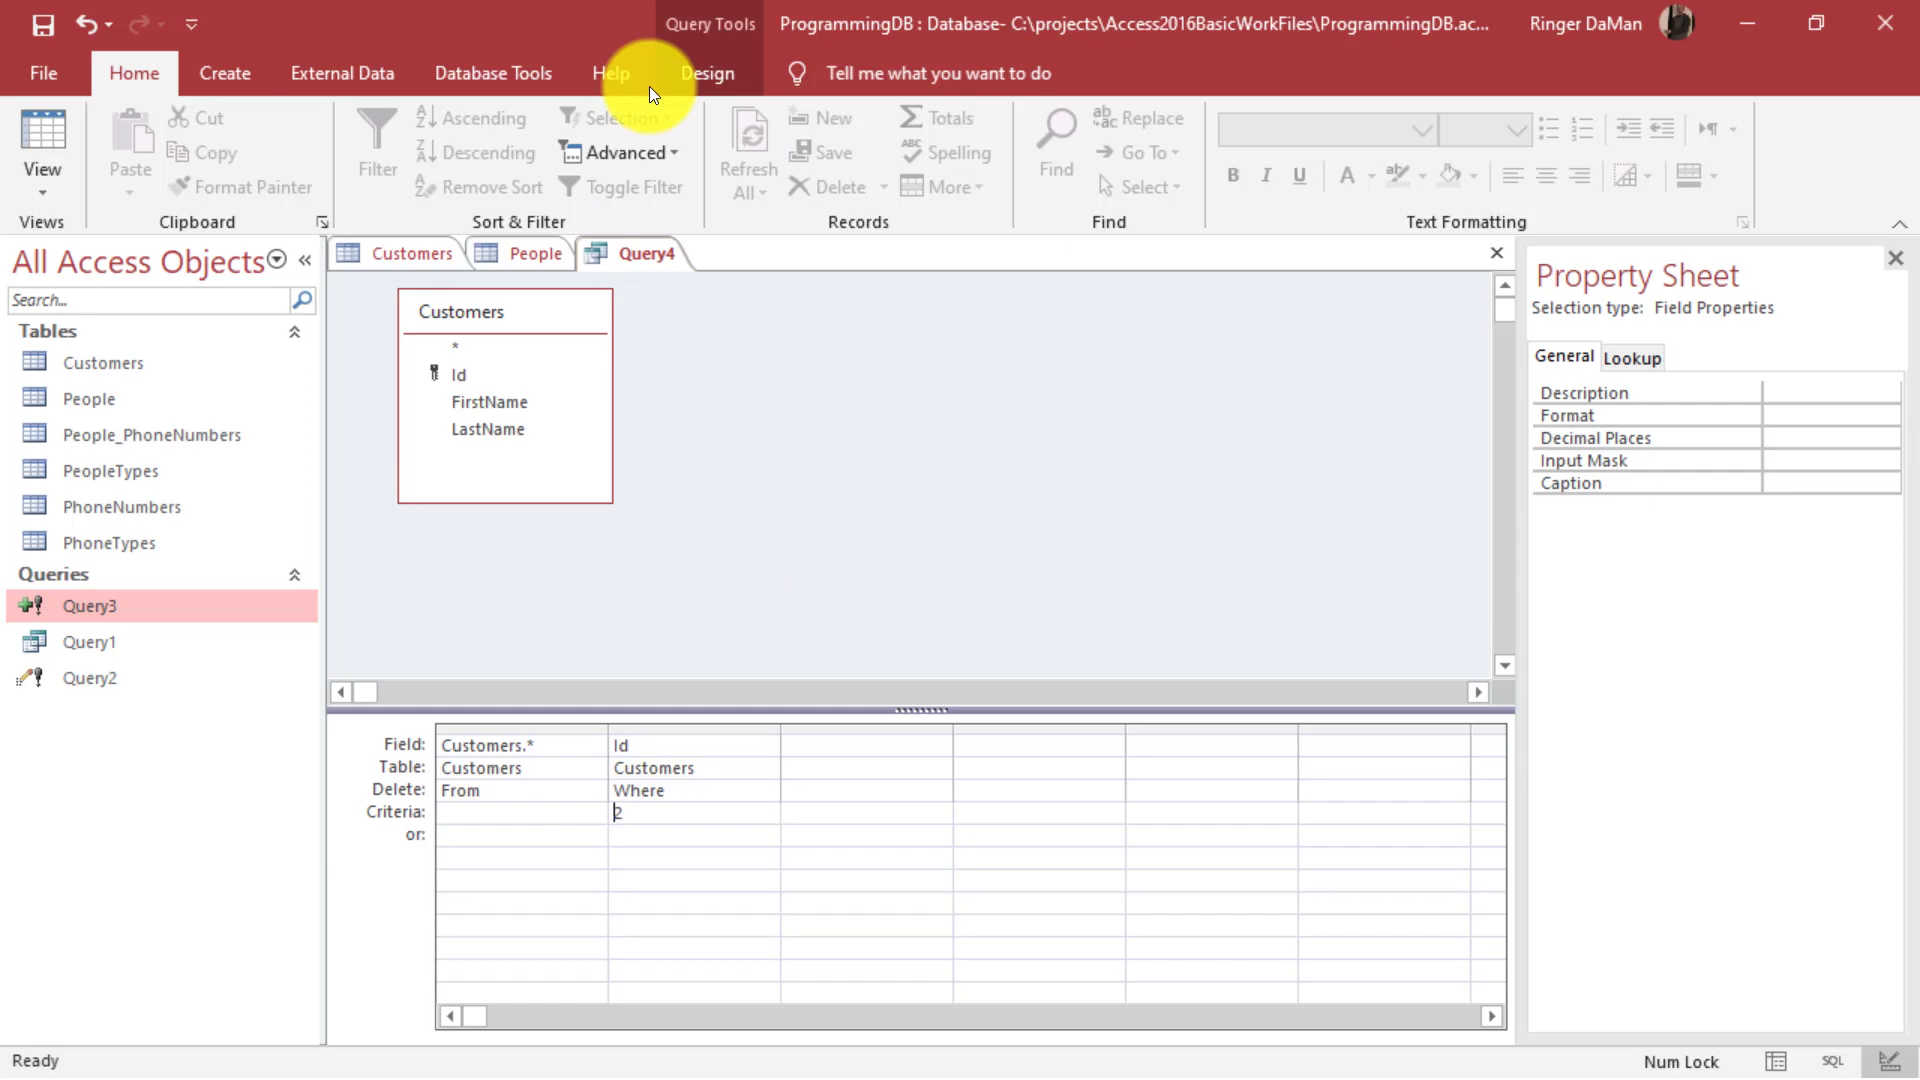 Query Tools
ProgrammingDB : Database- C:\projects\Access2016BasicWorkFiles\ProgrammingDB.ac...
Ringer DaMan
File
Home
Create
External Data
Database Tools
Help
Design
Tell me what you want to do
View
Views
Paste
Cut
Copy
Format Painter
Clipboard
Filter
Ascending
Descending
Remove Sort
Selection
Advanced
Toggle Filter
Sort & Filter
Refresh
All
New
Save
Delete
Totals
Spelling
More
Records
Find
Replace
Go To
Select
Find
B I U A
Text Formatting
All Access Objects
Search...
Tables
Customers
People
People_PhoneNumbers
PeopleTypes
PhoneNumbers
PhoneTypes
Queries
Query3
Query1
Query2
Customers
People
Query4
Customers
*
Id
FirstName
LastName
Field: Customers.* Id
Table: Customers Customers
Delete: From Where
Criteria: 2
or:
Property Sheet
Selection type: Field Properties
General
Lookup
Description
Format
Decimal Places
Input Mask
Caption
Ready
Num Lock
SQL